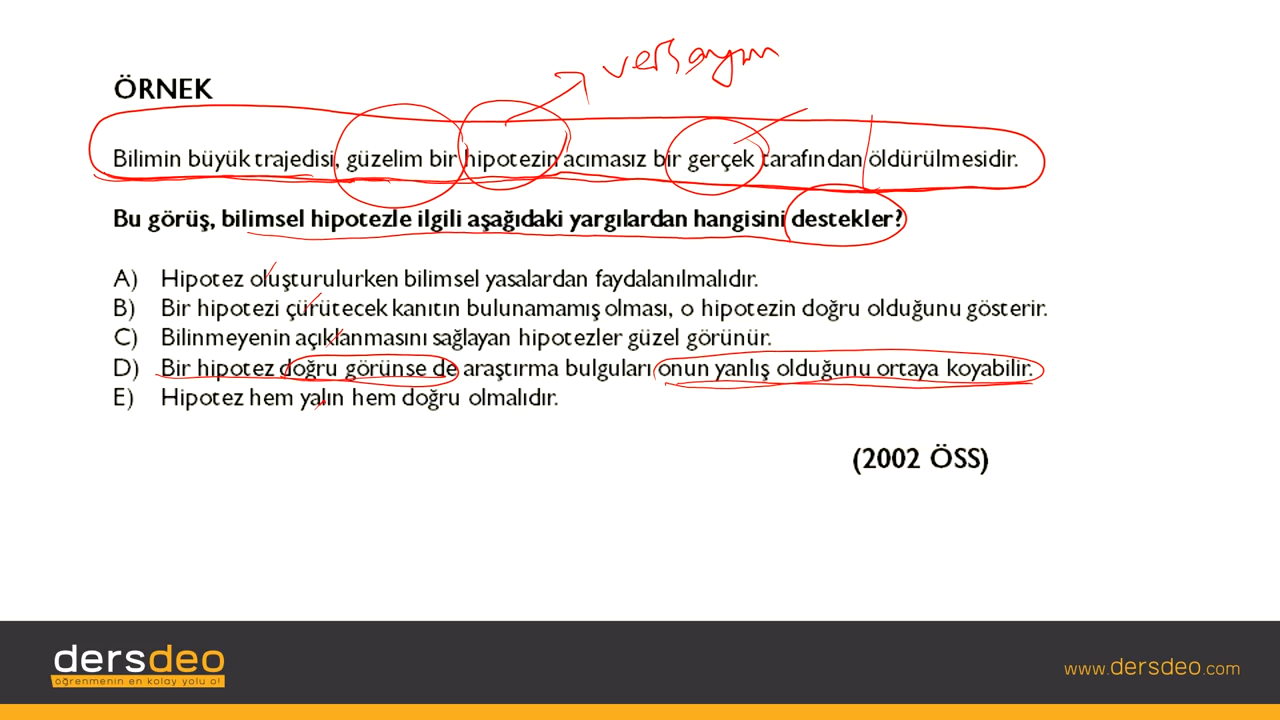 versayım
ÖRNEK
Bilimin büyük trajedisi, güzelim bir hipotezin acımasız bir gerçek tarafından öldürülmesidir.
Bu görüş, bilimsel hipotezle ilgili aşağıdaki yargılardan hangisini destekler?
A) Hipotez oluşturulurken bilimsel yasalardan faydalanılmalıdır.
B) Bir hipotezi çürütecek kanıtın bulunamamış olması, o hipotezin doğru olduğunu gösterir.
C) Bilinmeyenin açıklanmasını sağlayan hipotezler güzel görünür.
D) Bir hipotez doğru görünse de araştırma bulguları onun yanlış olduğunu ortaya koyabilir.
E) Hipotez hem yalın hem doğru olmalıdır.
(2002 ÖSS)
dersdeo
öğrenmenin en kolay yolu o!
www.dersdeo.com